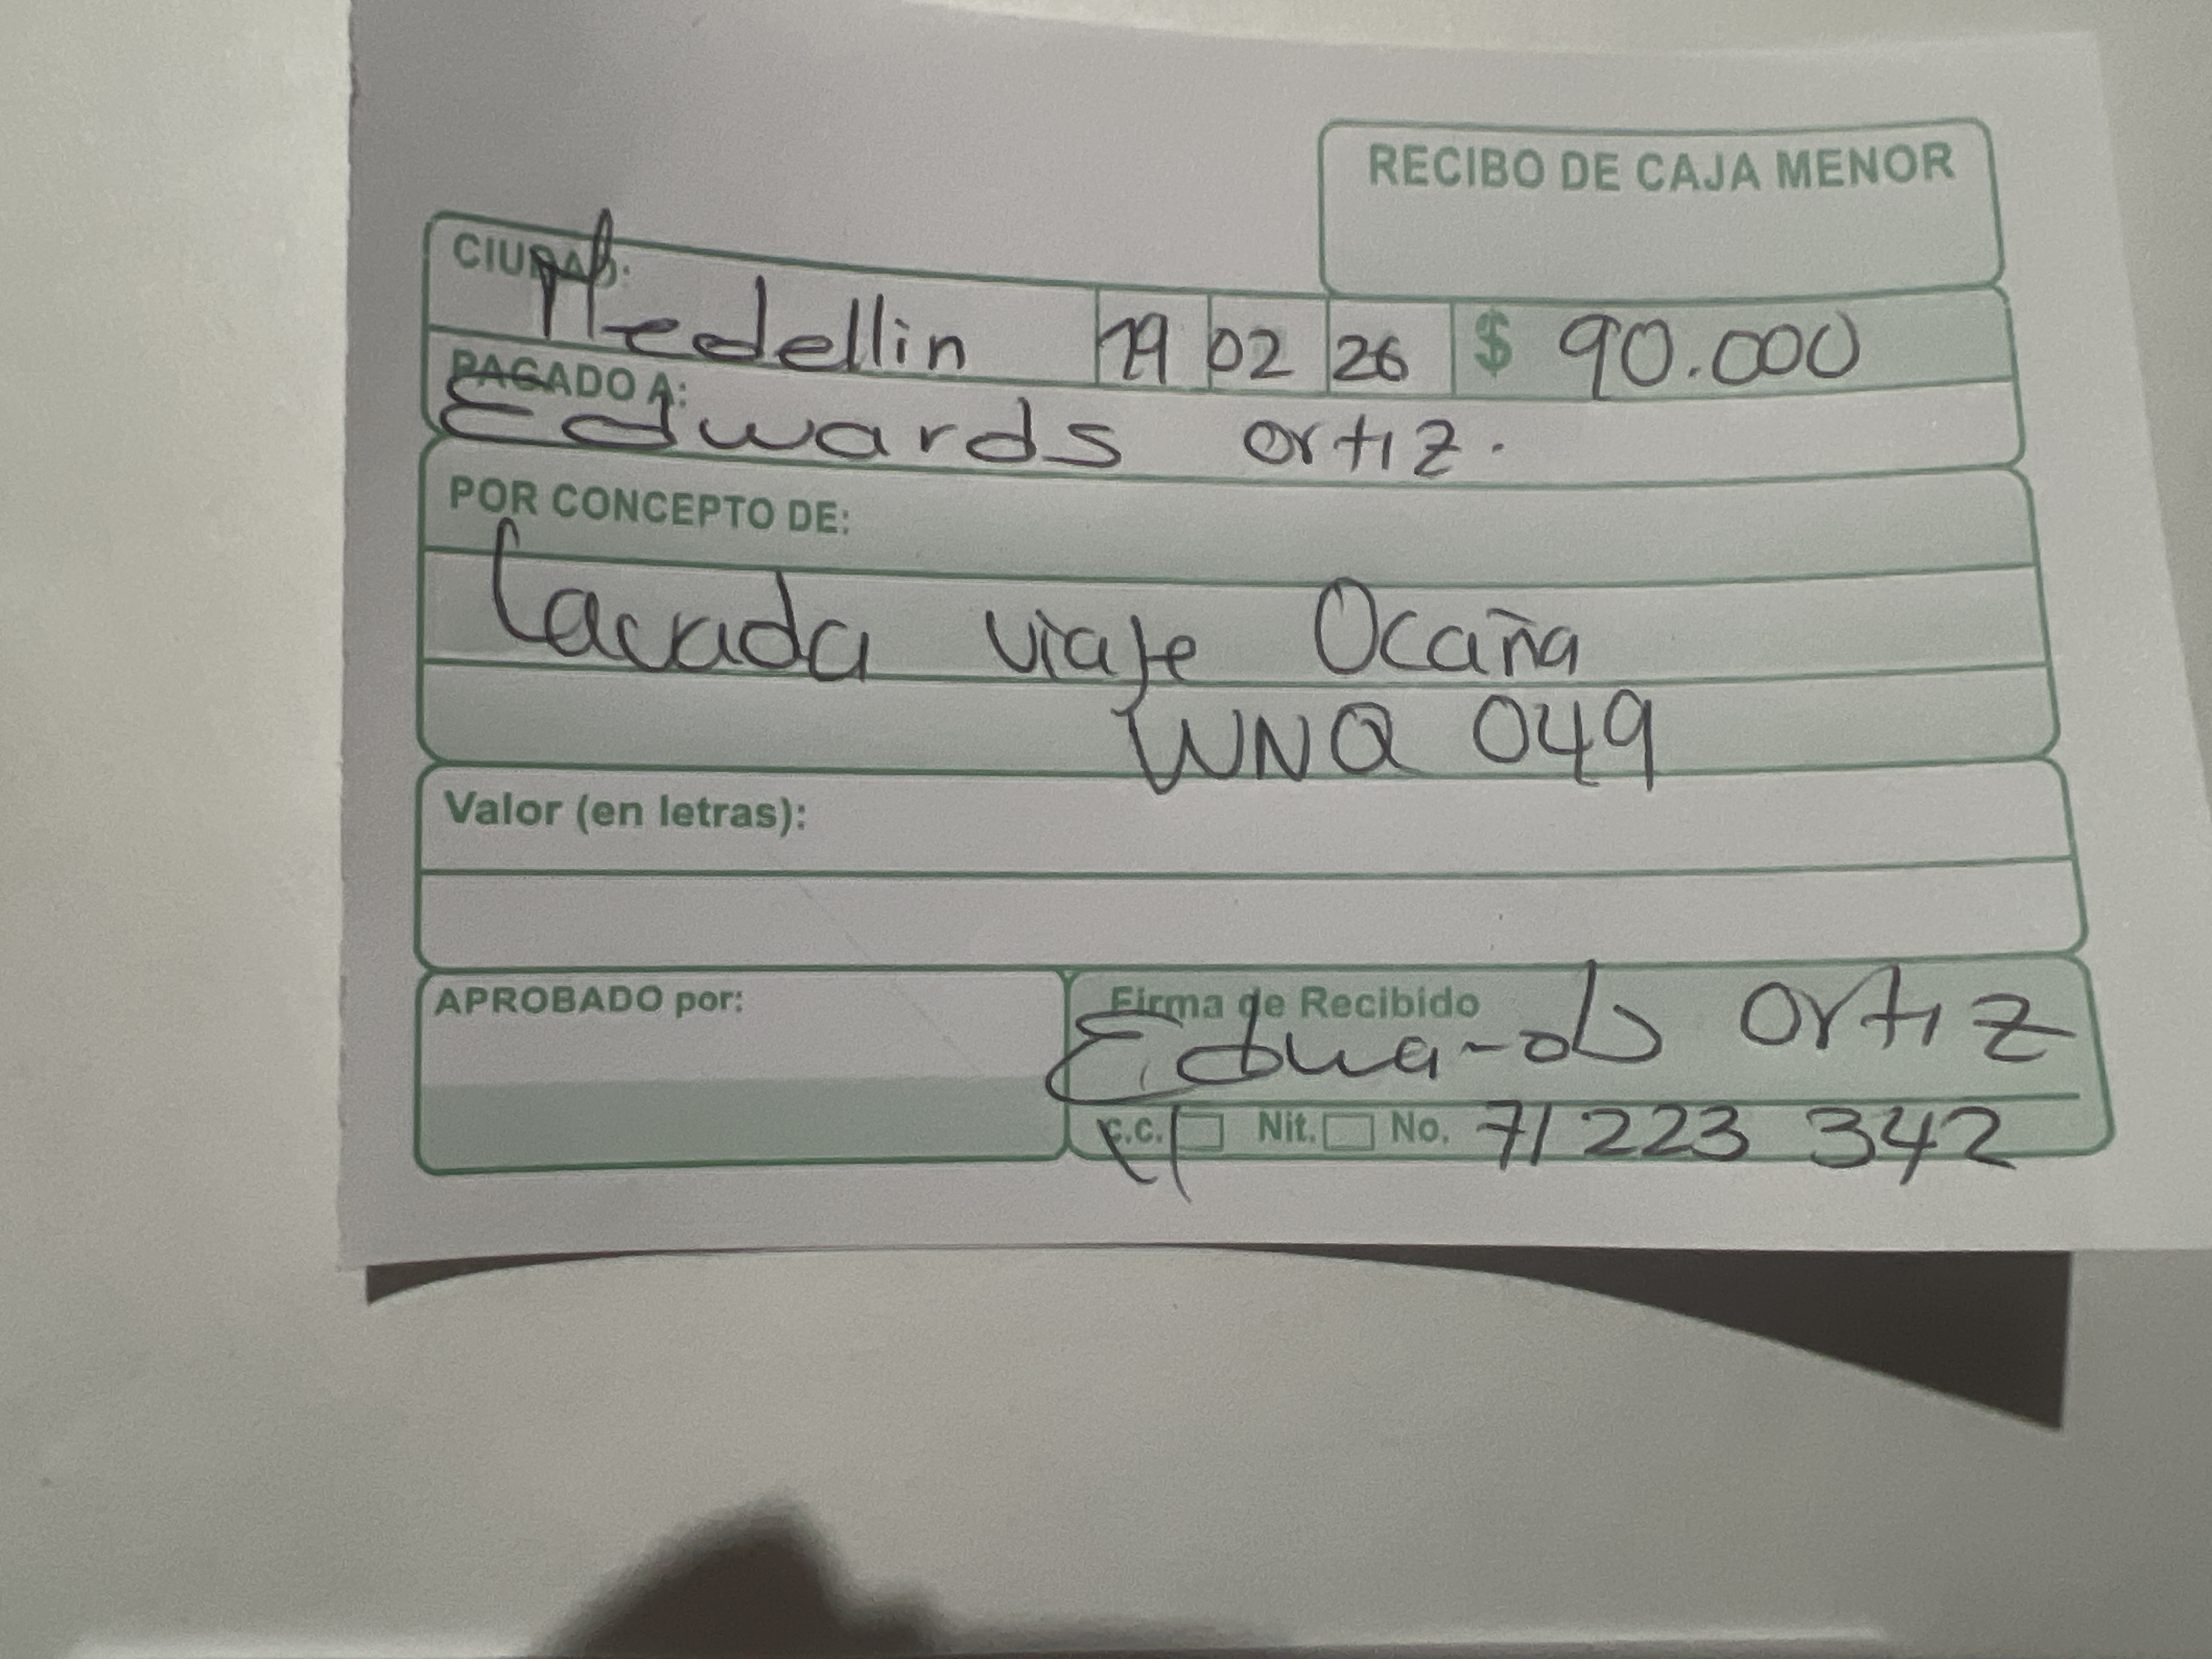 RECIBO DE CAJA MENOR
CIUDAD:
Medellin 19 02 26 $ 90.000
PAGADO A:
Edwards ortiz.
POR CONCEPTO DE:
Lavada viaje Ocaña
WNQ 049
Valor (en letras):
APROBADO por:
Firma de Recibido
Edwards ortiz
c.c. Nit. No. 71 223 342